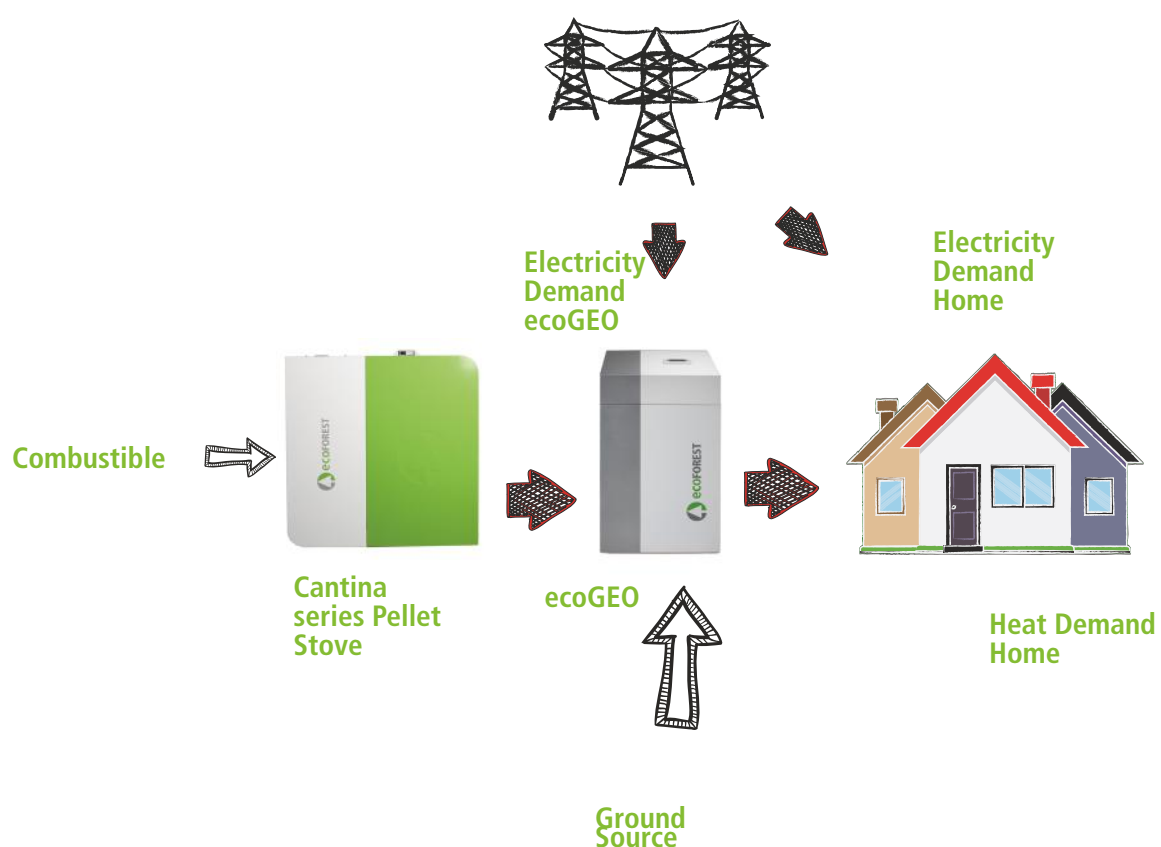 Electricity
Demand
ecoGEO
Electricity
Demand
Home
Combustible
ecoFOREST
ecoFOREST
Cantina
series Pellet
Stove
ecoGEO
Heat Demand
Home
Ground
Source